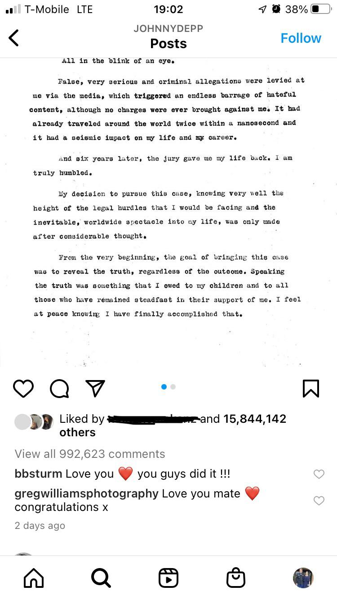 T-Mobile LTE 19:02 38%
JOHNNYDEPP
Posts
Follow
All in the blink of an eye.
False, very serious and criminal allegations were levied at
me via the media, which triggered an endless barrage of hateful
content, although no charges were ever brought against me. It had
already traveled around the world twice within a nanosecond and
it had a seismic impact on my life and my career.
And six years later, the jury gave me my life back. I am
truly humbled.
My decision to pursue this case, knowing very well the
height of the legal hurdles that I would be facing and the
inevitable, worldwide spectacle into my life, was only made
after considerable thought.
From the very beginning, the goal of bringing this case
was to reveal the truth, regardless of the outcome. Speaking
the truth was something that I owed to my children and to all
those who have remained steadfast in their support of me. I feel
at peace knowing I have finally accomplished that.
Liked by and 15,844,142
others
View all 992,623 comments
bbsturm Love you ❤️ you guys did it !!!
gregwilliamsphotography Love you mate ❤️
congratulations x
2 days ago